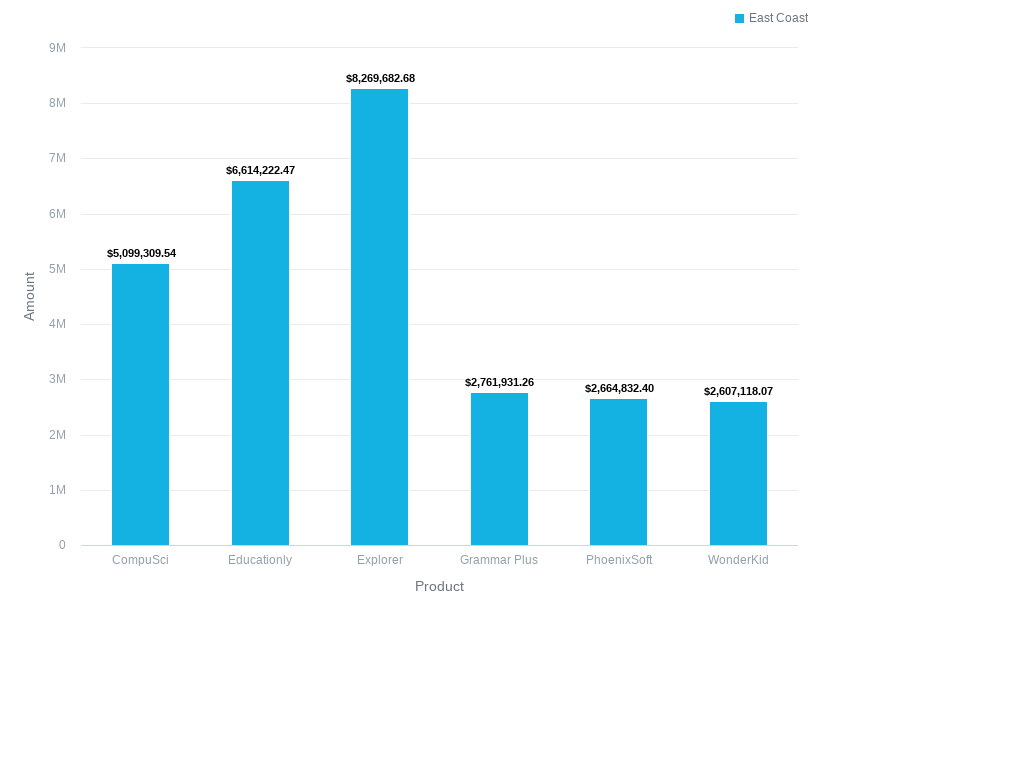 East Coast
9M
8M
7M
6M
5M
4M
3M
2M
1M
0
Amount
$5,099,309.54
$6,614,222.47
$8,269,682.68
$2,761,931.26
$2,664,832.40
$2,607,118.07
CompuSci
Educationly
Explorer
Grammar Plus
PhoenixSoft
WonderKid
Product